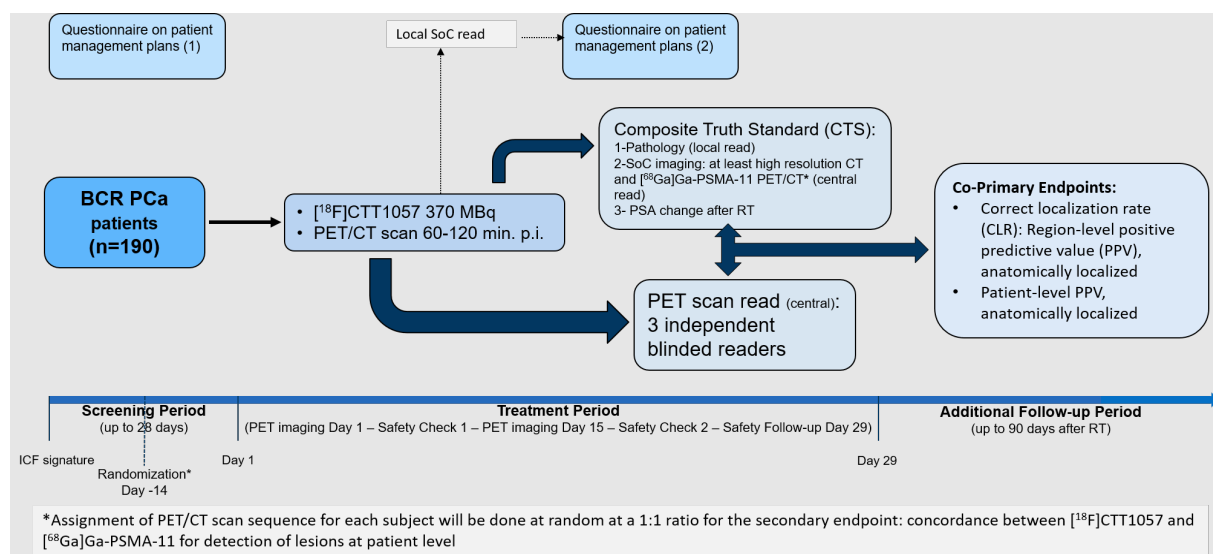 Questionnaire on patient
management plans (1)
Local SoC read
Questionnaire on patient
management plans (2)
BCR PCa
patients
(n=190)
• [¹⁸F]CTT1057 370 MBq
• PET/CT scan 60-120 min. p.i.
Composite Truth Standard (CTS):
1-Pathology (local read)
2-SoC imaging: at least high resolution CT
and [⁶⁸Ga]Ga-PSMA-11 PET/CT* (central
read)
3- PSA change after RT
PET scan read (central):
3 independent
blinded readers
Co-Primary Endpoints:
• Correct localization rate
(CLR): Region-level positive
predictive value (PPV),
anatomically localized
• Patient-level PPV,
anatomically localized
Screening Period
(up to 28 days)
Treatment Period
(PET imaging Day 1 – Safety Check 1 – PET imaging Day 15 – Safety Check 2 – Safety Follow-up Day 29)
Additional Follow-up Period
(up to 90 days after RT)
ICF signature
Randomization*
Day -14
Day 1
Day 29
*Assignment of PET/CT scan sequence for each subject will be done at random at a 1:1 ratio for the secondary endpoint: concordance between [¹⁸F]CTT1057 and
[⁶⁸Ga]Ga-PSMA-11 for detection of lesions at patient level